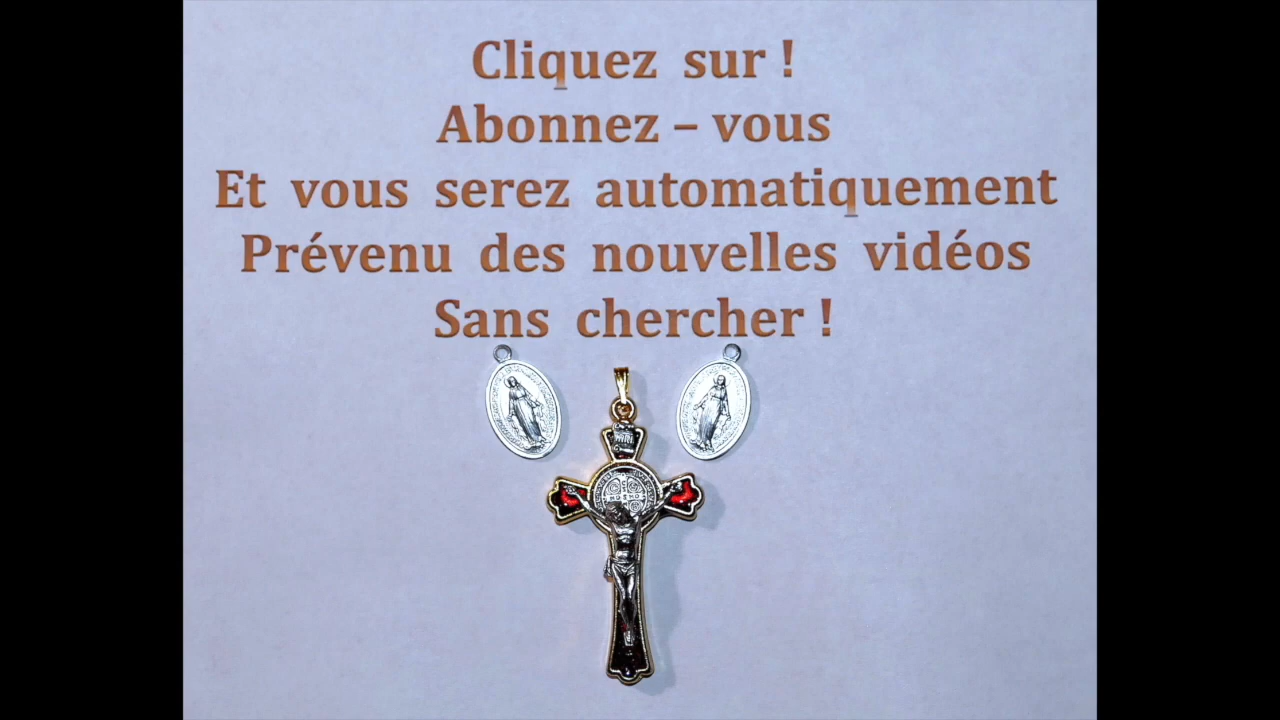 Cliquez sur !
Abonnez – vous
Et vous serez automatiquement
Prévenu des nouvelles vidéos
Sans chercher !